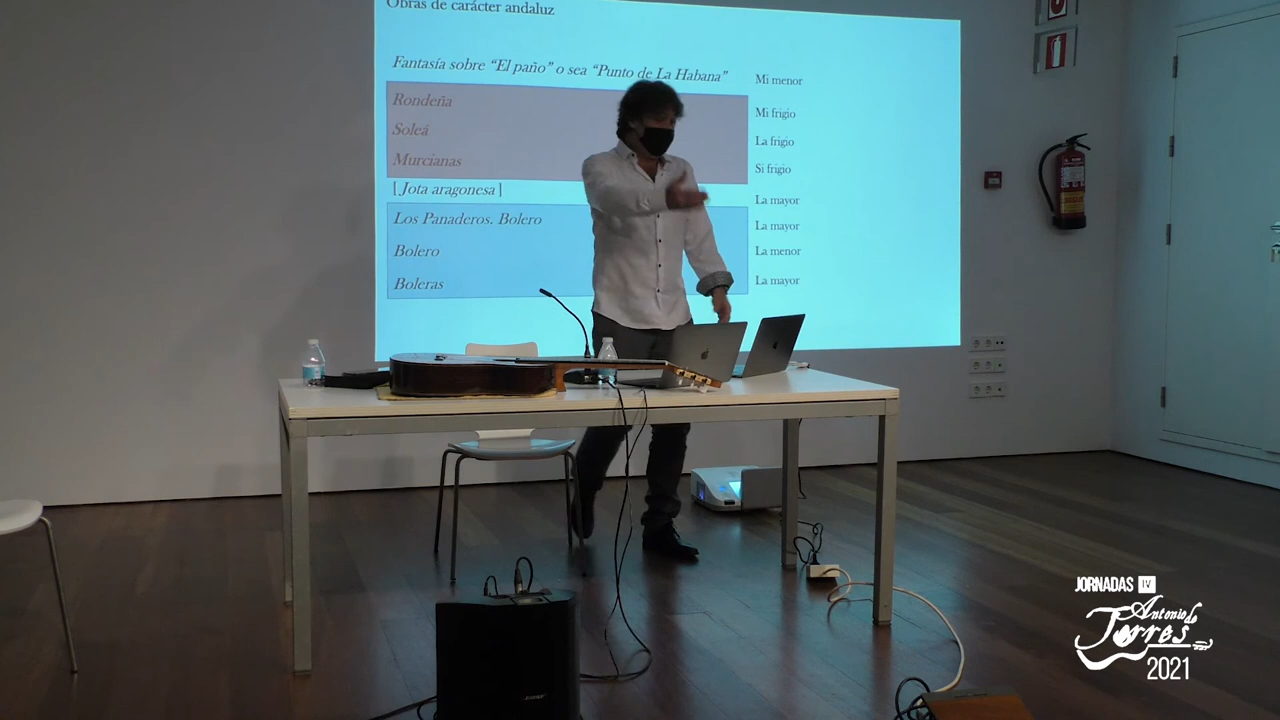 Obras de carácter andaluz
Fantasía sobre “El paño” o sea “Punto de La Habana” Mi menor
Rondeña Mi frigio
Soleá La frigio
Murcianas Si frigio
[Jota aragonesa] La mayor
Los Panaderos. Bolero La mayor
Bolero La menor
Boleras La mayor
JORNADAS IV
Antonio de
Torres
2021
BOSE